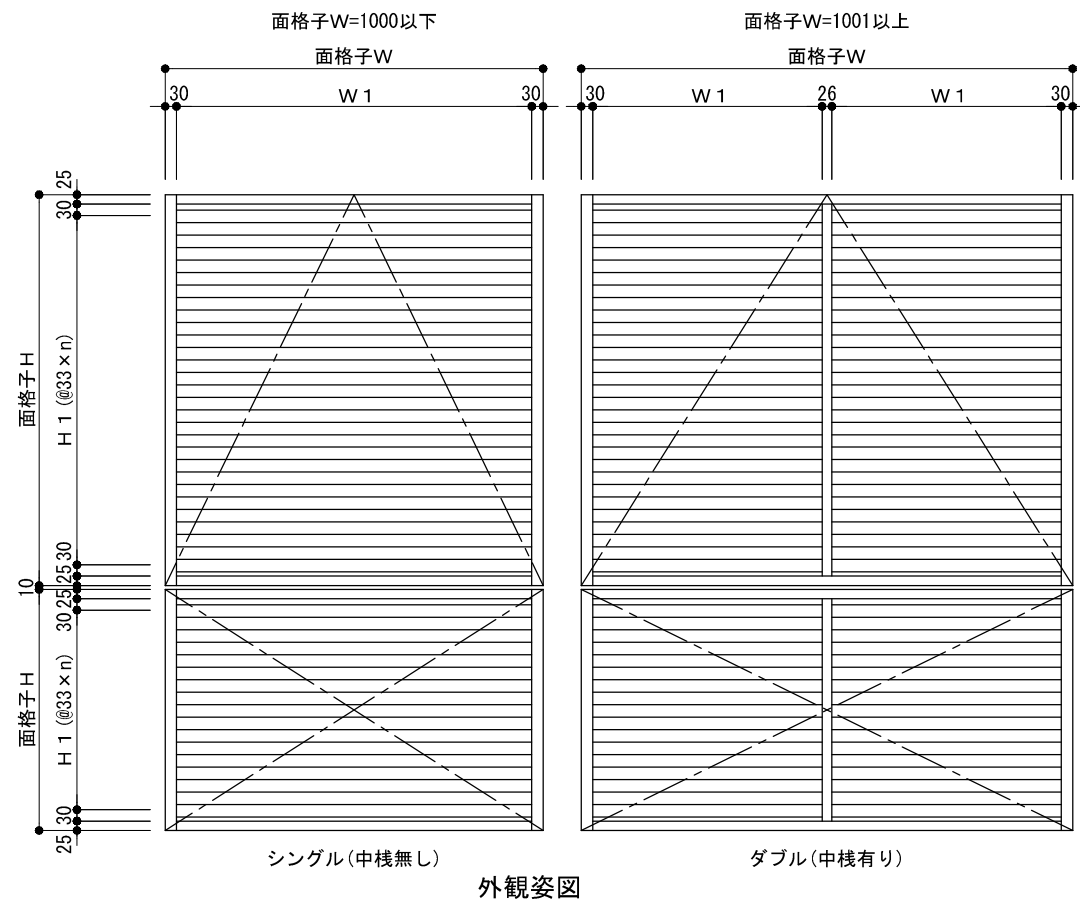 面格子W=1000以下
面格子W=1001以上
面格子W
面格子W
30 W1 30
30 W1 26 W1 30
25
30
面格子H
H1(@33×n)
30
25
10
25
30
面格子H
H1(@33×n)
30
25
シングル(中桟無し)
ダブル(中桟有り)
外観姿図